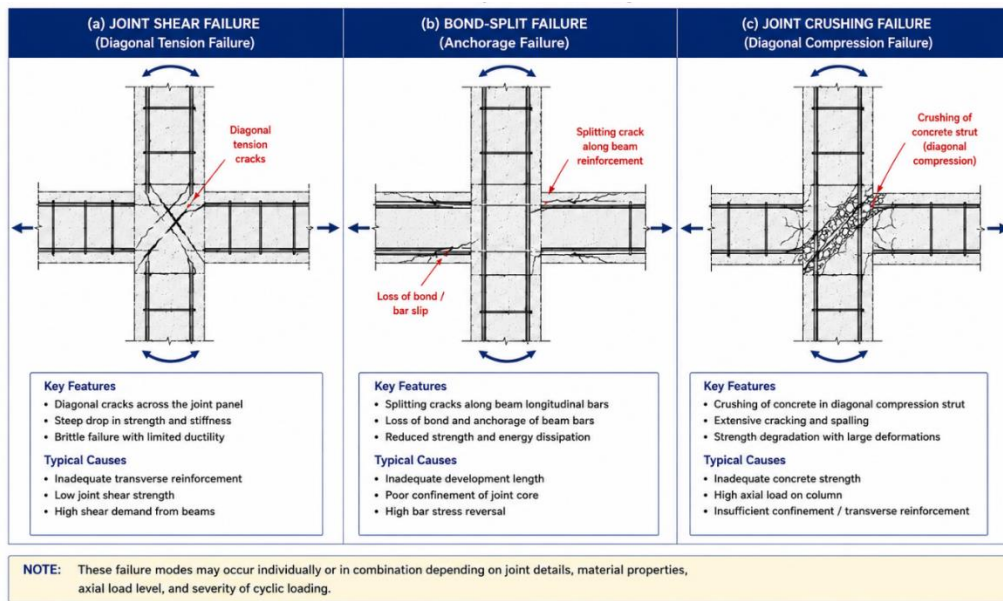 (a) JOINT SHEAR FAILURE
(Diagonal Tension Failure)
Diagonal
tension
cracks
Key Features
• Diagonal cracks across the joint panel
• Steep drop in strength and stiffness
• Brittle failure with limited ductility
Typical Causes
• Inadequate transverse reinforcement
• Low joint shear strength
• High shear demand from beams
(b) BOND-SPLIT FAILURE
(Anchorage Failure)
Splitting crack
along beam
reinforcement
Loss of bond /
bar slip
Key Features
• Splitting cracks along beam longitudinal bars
• Loss of bond and anchorage of beam bars
• Reduced strength and energy dissipation
Typical Causes
• Inadequate development length
• Poor confinement of joint core
• High bar stress reversal
(c) JOINT CRUSHING FAILURE
(Diagonal Compression Failure)
Crushing of
concrete strut
(diagonal
compression)
Key Features
• Crushing of concrete in diagonal compression strut
• Extensive cracking and spalling
• Strength degradation with large deformations
Typical Causes
• Inadequate concrete strength
• High axial load on column
• Insufficient confinement / transverse reinforcement
NOTE: These failure modes may occur individually or in combination depending on joint details, material properties,
axial load level, and severity of cyclic loading.